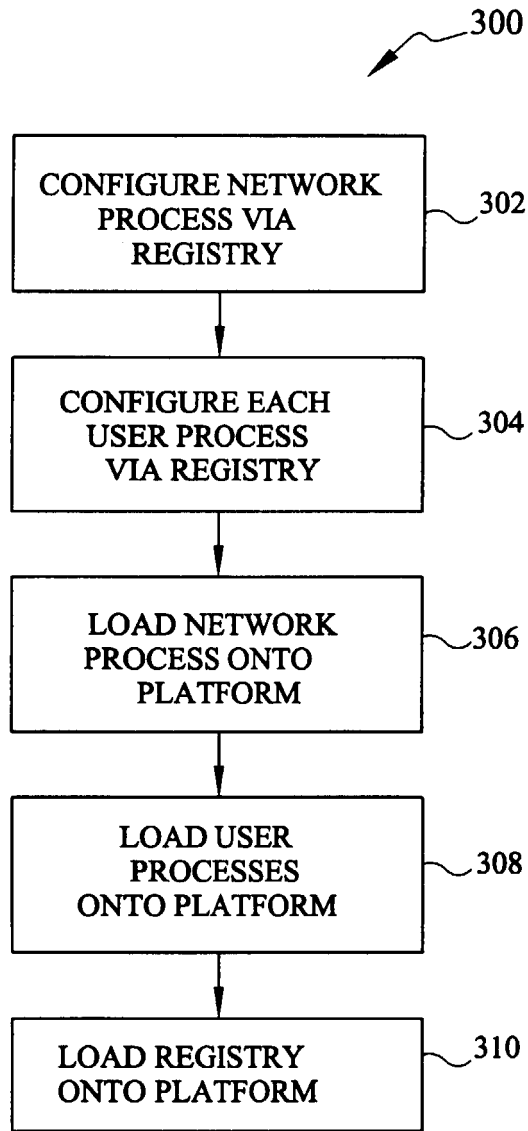 300
CONFIGURE NETWORK
PROCESS VIA
REGISTRY
302
CONFIGURE EACH
USER PROCESS
VIA REGISTRY
304
LOAD NETWORK
PROCESS ONTO
PLATFORM
306
LOAD USER
PROCESSES
ONTO PLATFORM
308
LOAD REGISTRY
ONTO PLATFORM
310